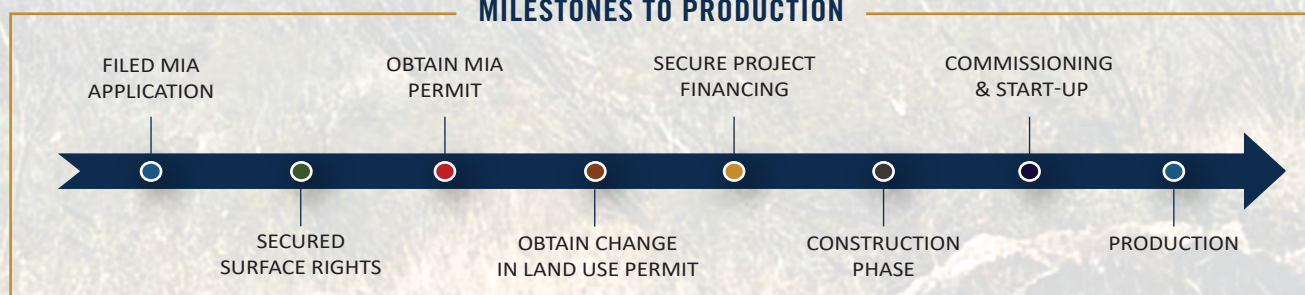 MILESTONES TO PRODUCTION
FILED MIA
APPLICATION
SECURED
SURFACE RIGHTS
OBTAIN MIA
PERMIT
OBTAIN CHANGE
IN LAND USE PERMIT
SECURE PROJECT
FINANCING
CONSTRUCTION
PHASE
COMMISSIONING
& START-UP
PRODUCTION